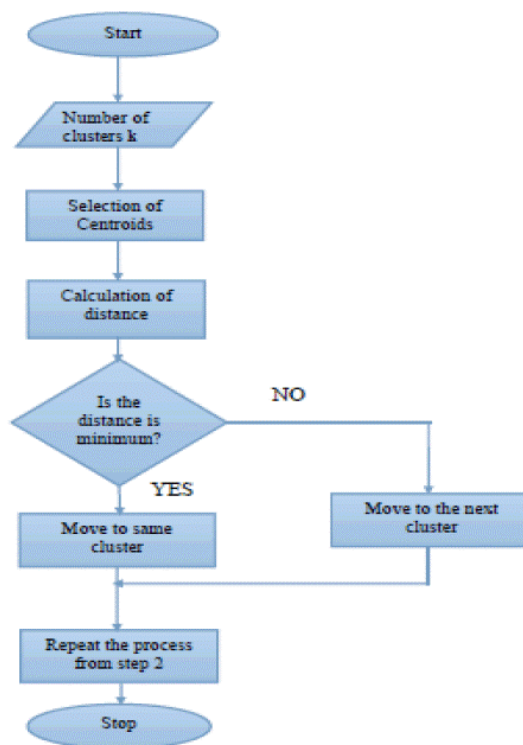 Start
Number of
clusters k
Selection of
Centroids
Calculation of
distance
Is the
distance is
minimum?
NO
YES
Move to same
cluster
Move to the next
cluster
Repeat the process
from step 2
Stop